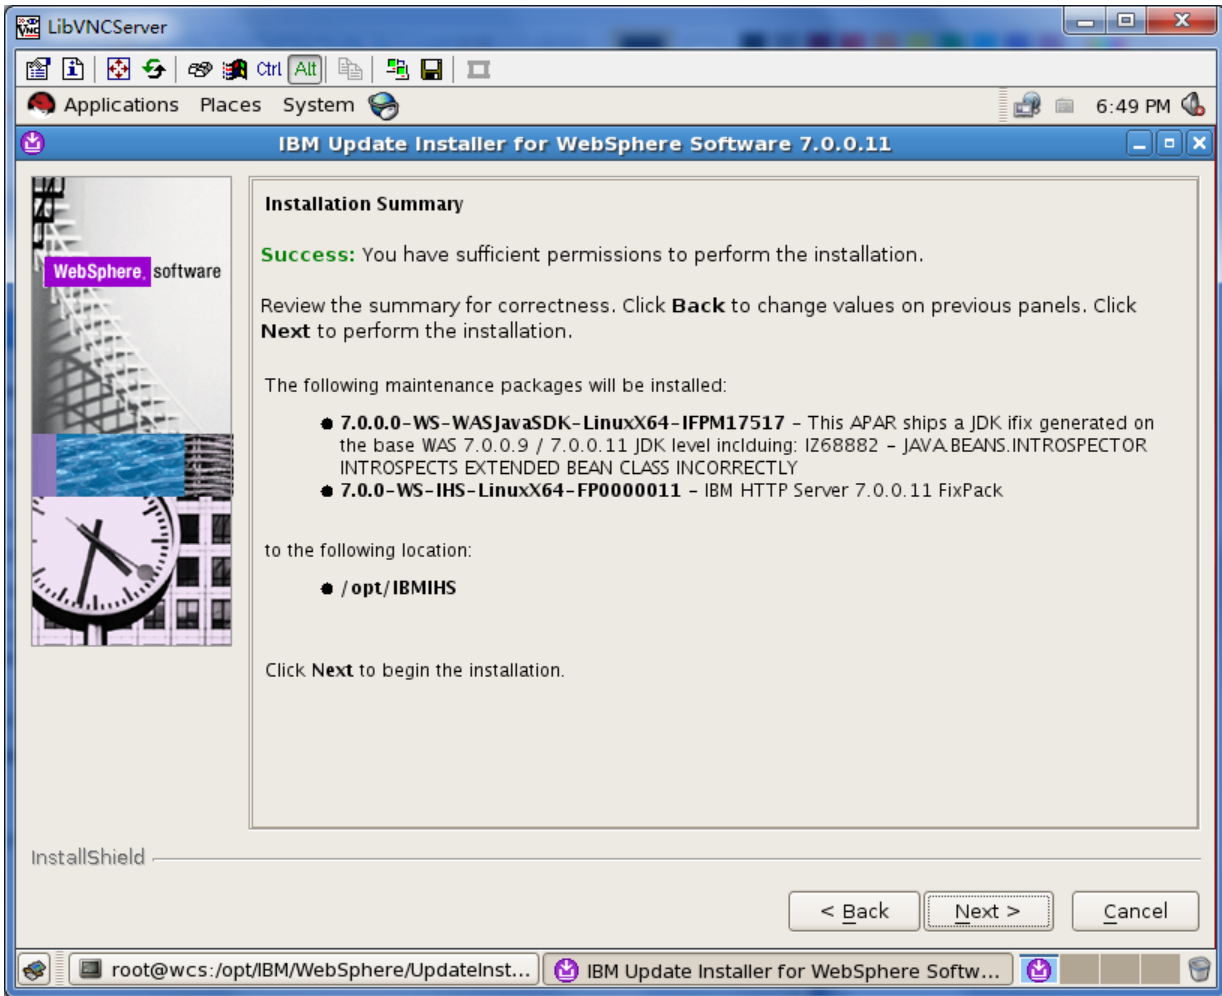 LibVNCServer
Ctrl Alt
Applications Places System 6:49 PM
IBM Update Installer for WebSphere Software 7.0.0.11
WebSphere. software
Installation Summary
Success: You have sufficient permissions to perform the installation.
Review the summary for correctness. Click Back to change values on previous panels. Click
Next to perform the installation.
The following maintenance packages will be installed:
● 7.0.0.0-WS-WASJavaSDK-LinuxX64-IFPM17517 – This APAR ships a JDK ifix generated on
the base WAS 7.0.0.9 / 7.0.0.11 JDK level inclduing: IZ68882 – JAVA.BEANS.INTROSPECTOR
INTROSPECTS EXTENDED BEAN CLASS INCORRECTLY
● 7.0.0-WS-IHS-LinuxX64-FP0000011 – IBM HTTP Server 7.0.0.11 FixPack
to the following location:
● /opt/IBMIHS
Click Next to begin the installation.
InstallShield
< Back Next > Cancel
root@wcs:/opt/IBM/WebSphere/UpdateInst... IBM Update Installer for WebSphere Softw...